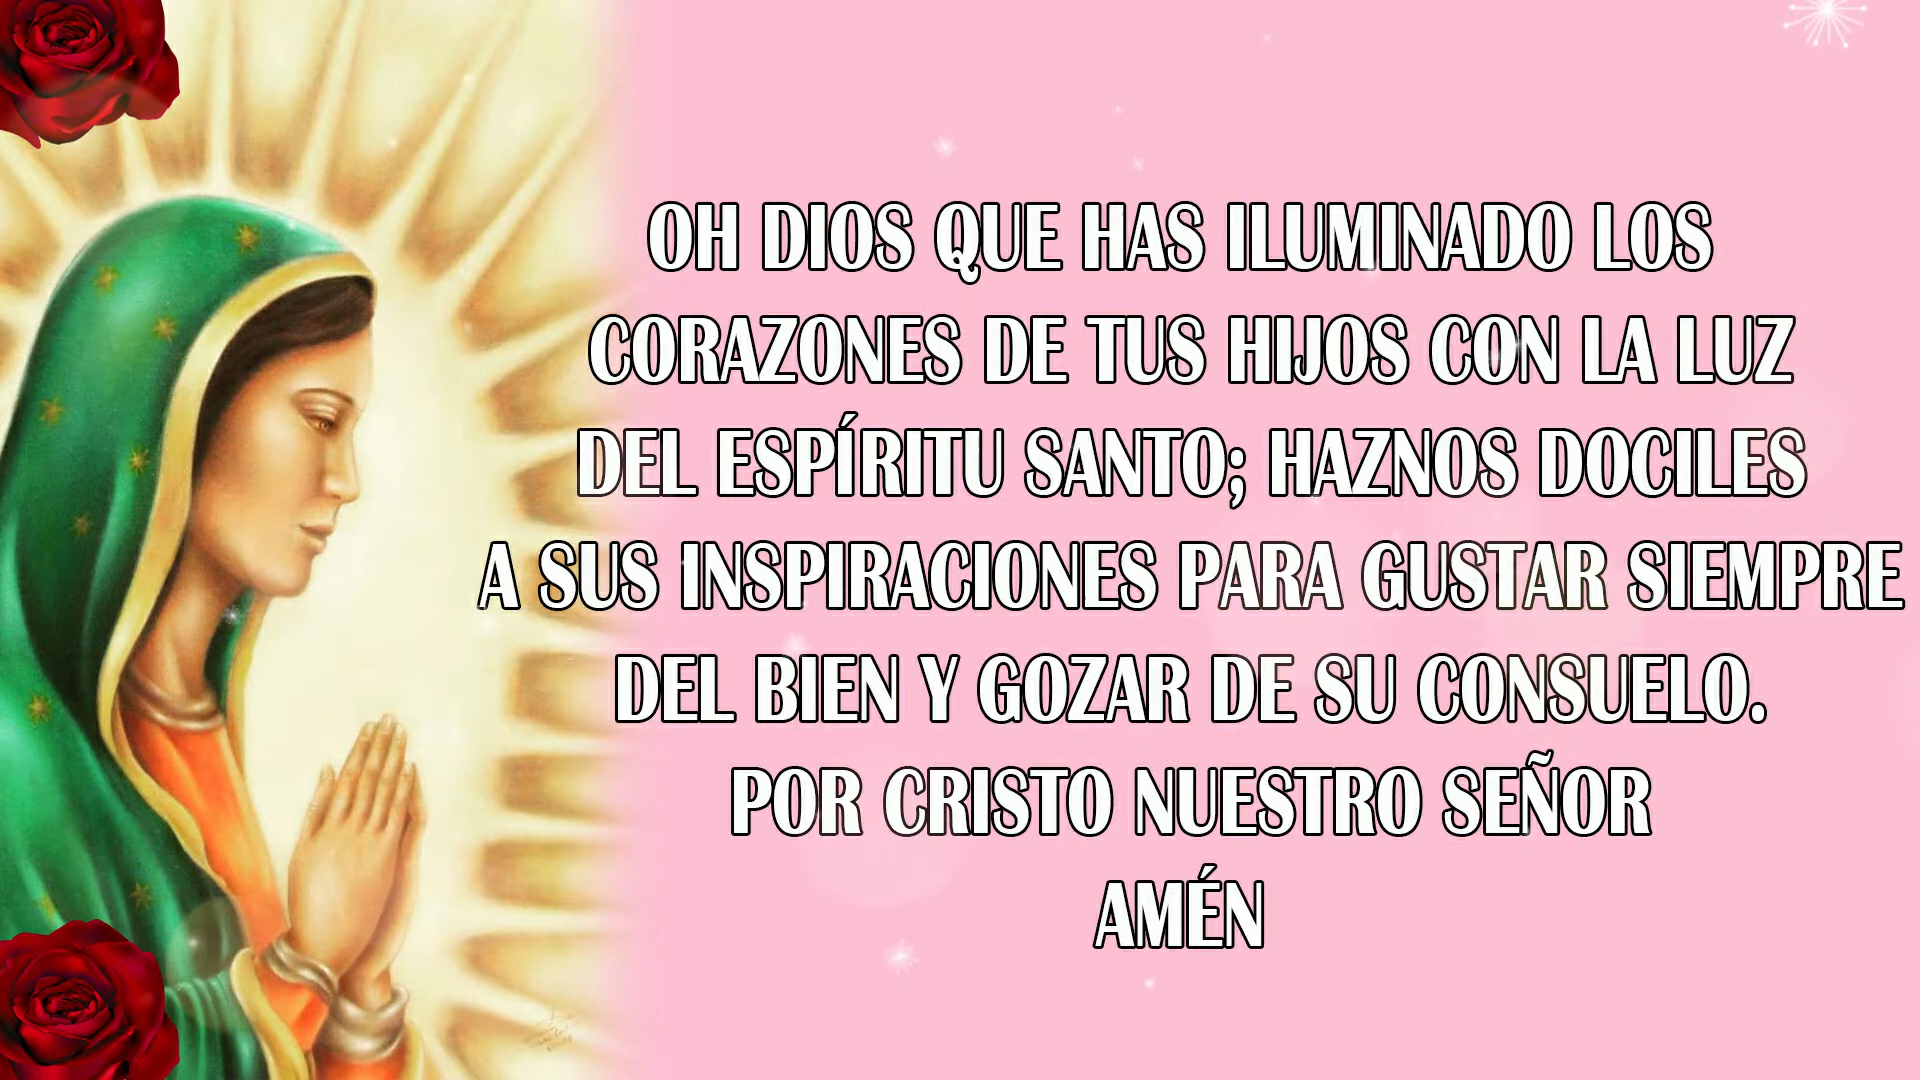 OH DIOS QUE HAS ILUMINADO LOS
CORAZONES DE TUS HIJOS CON LA LUZ
DEL ESPÍRITU SANTO; HAZNOS DOCILES
A SUS INSPIRACIONES PARA GUSTAR SIEMPRE
DEL BIEN Y GOZAR DE SU CONSUELO.
POR CRISTO NUESTRO SEÑOR
AMÉN